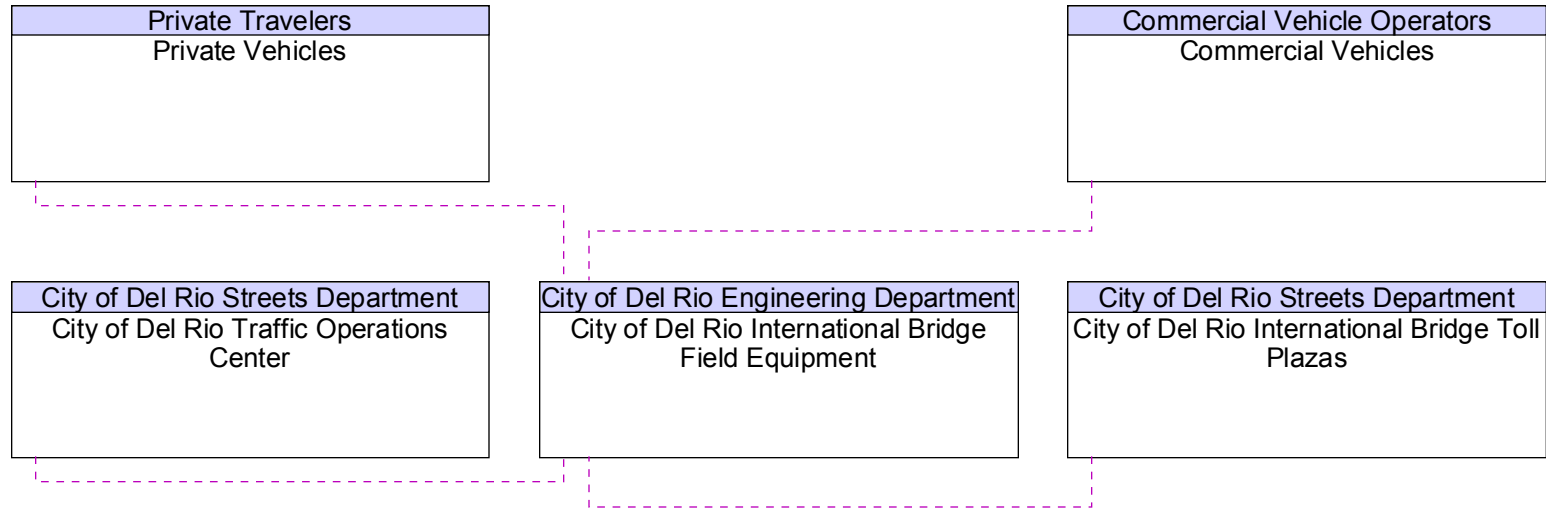 Private Travelers
Private Vehicles
Commercial Vehicle Operators
Commercial Vehicles
City of Del Rio Streets Department
City of Del Rio Traffic Operations
Center
City of Del Rio Engineering Department
City of Del Rio International Bridge
Field Equipment
City of Del Rio Streets Department
City of Del Rio International Bridge Toll
Plazas